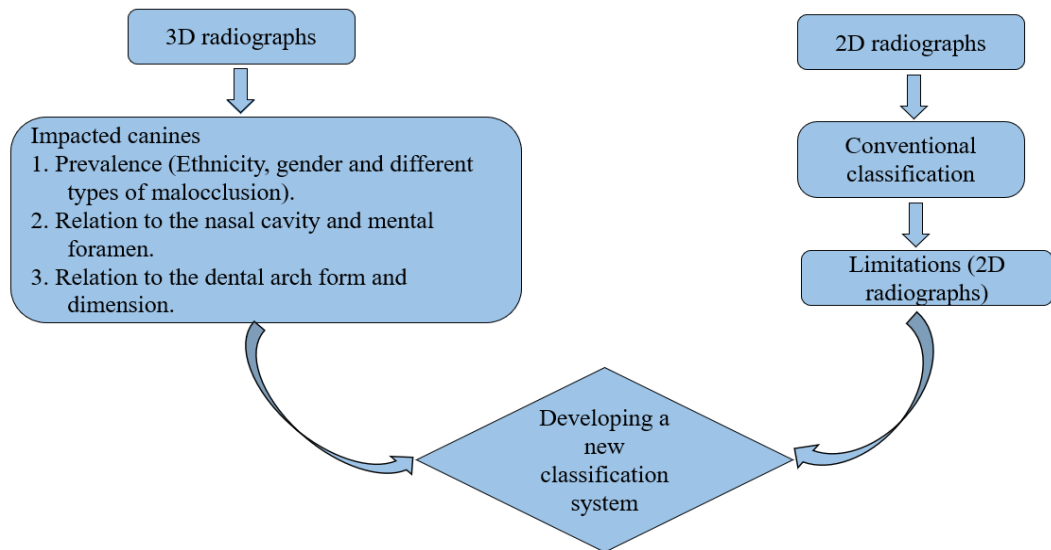 3D radiographs
Impacted canines
1. Prevalence (Ethnicity, gender and different
types of malocclusion).
2. Relation to the nasal cavity and mental
foramen.
3. Relation to the dental arch form and
dimension.
2D radiographs
Conventional
classification
Limitations (2D
radiographs)
Developing a
new
classification
system